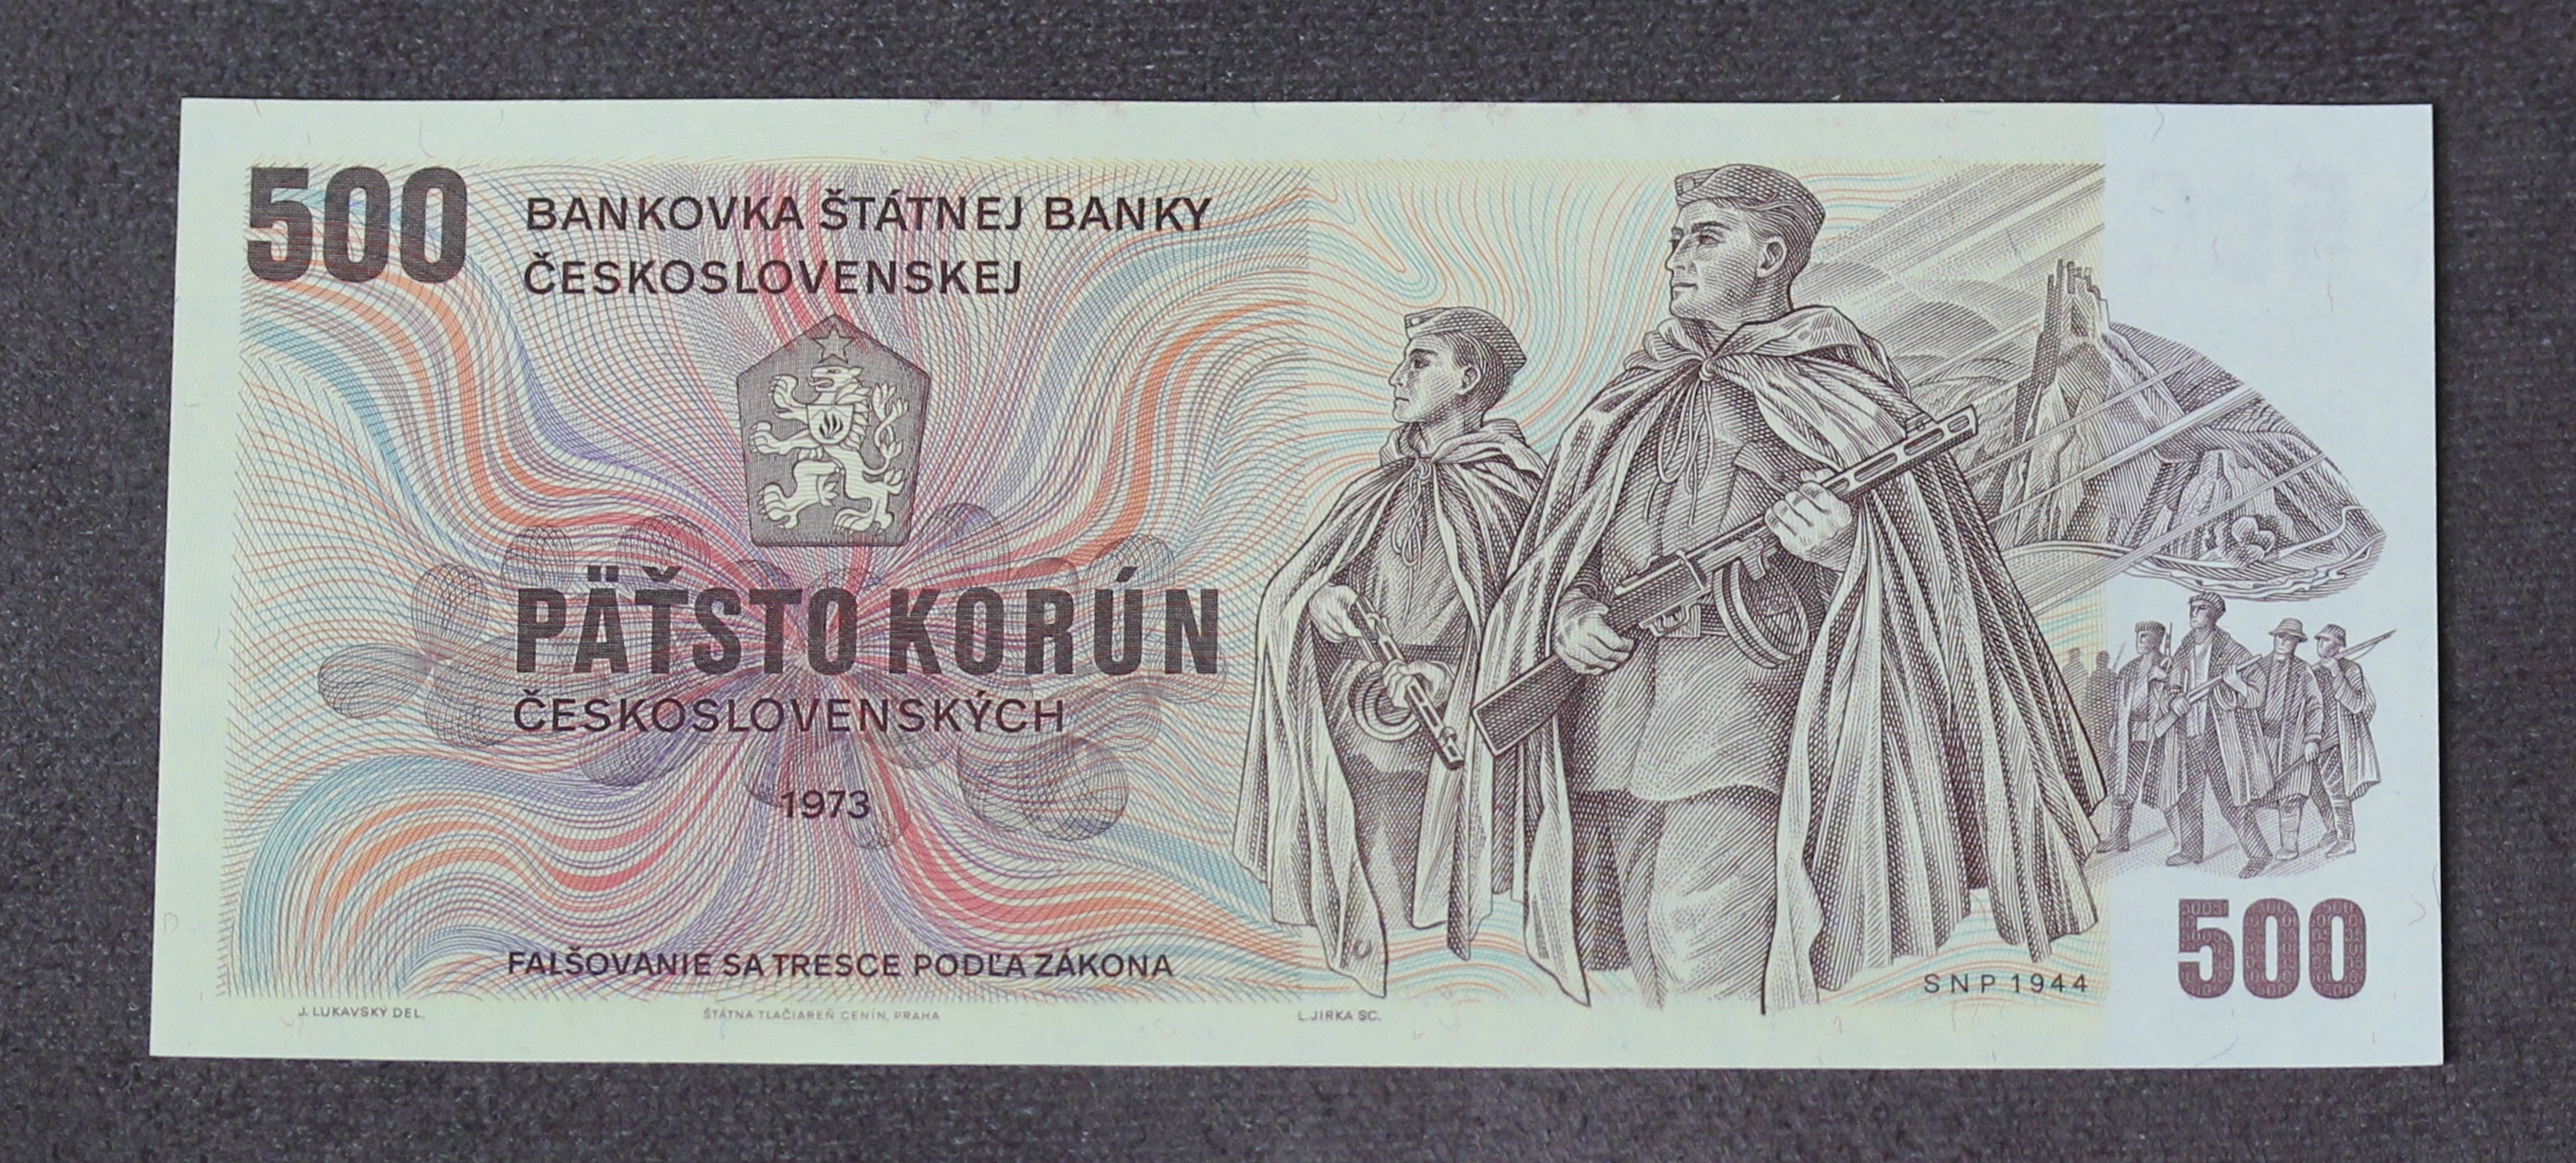 500
BANKOVKA ŠTÁTNEJ BANKY
ČESKOSLOVENSKEJ
PÄŤSTO KORÚN
ČESKOSLOVENSKÝCH
1973
FALŠOVANIE SA TRESCE PODĽA ZÁKONA
SNP 1944
500
J. LUKAVSKÝ DEL.
ŠTÁTNA TLAČIAREŇ CENÍN, PRAHA
L. JIRKA SC.